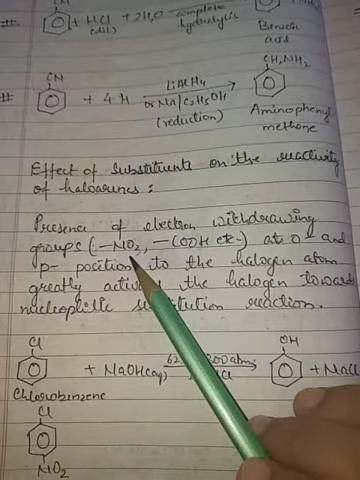 CN
+ HCl + 2H2O complete
(dil) hydrolysis
Benzoic
acid
#
CN
+ 4H LiAlH4
or Na/C2H5OH
(reduction)
CH2NH2
Aminophenyl
methane
Effect of substituents on the reactivity
of haloarenes:
Presence of electron withdrawing
groups (-NO2, -COOH etc) at o- and
p- position to the halogen atom
greatly the halogen towards
nucleophilic substitution reaction.
Cl
+ NaOH(aq)
OH
+ NaCl
Chlorobenzene
Cl
NO2